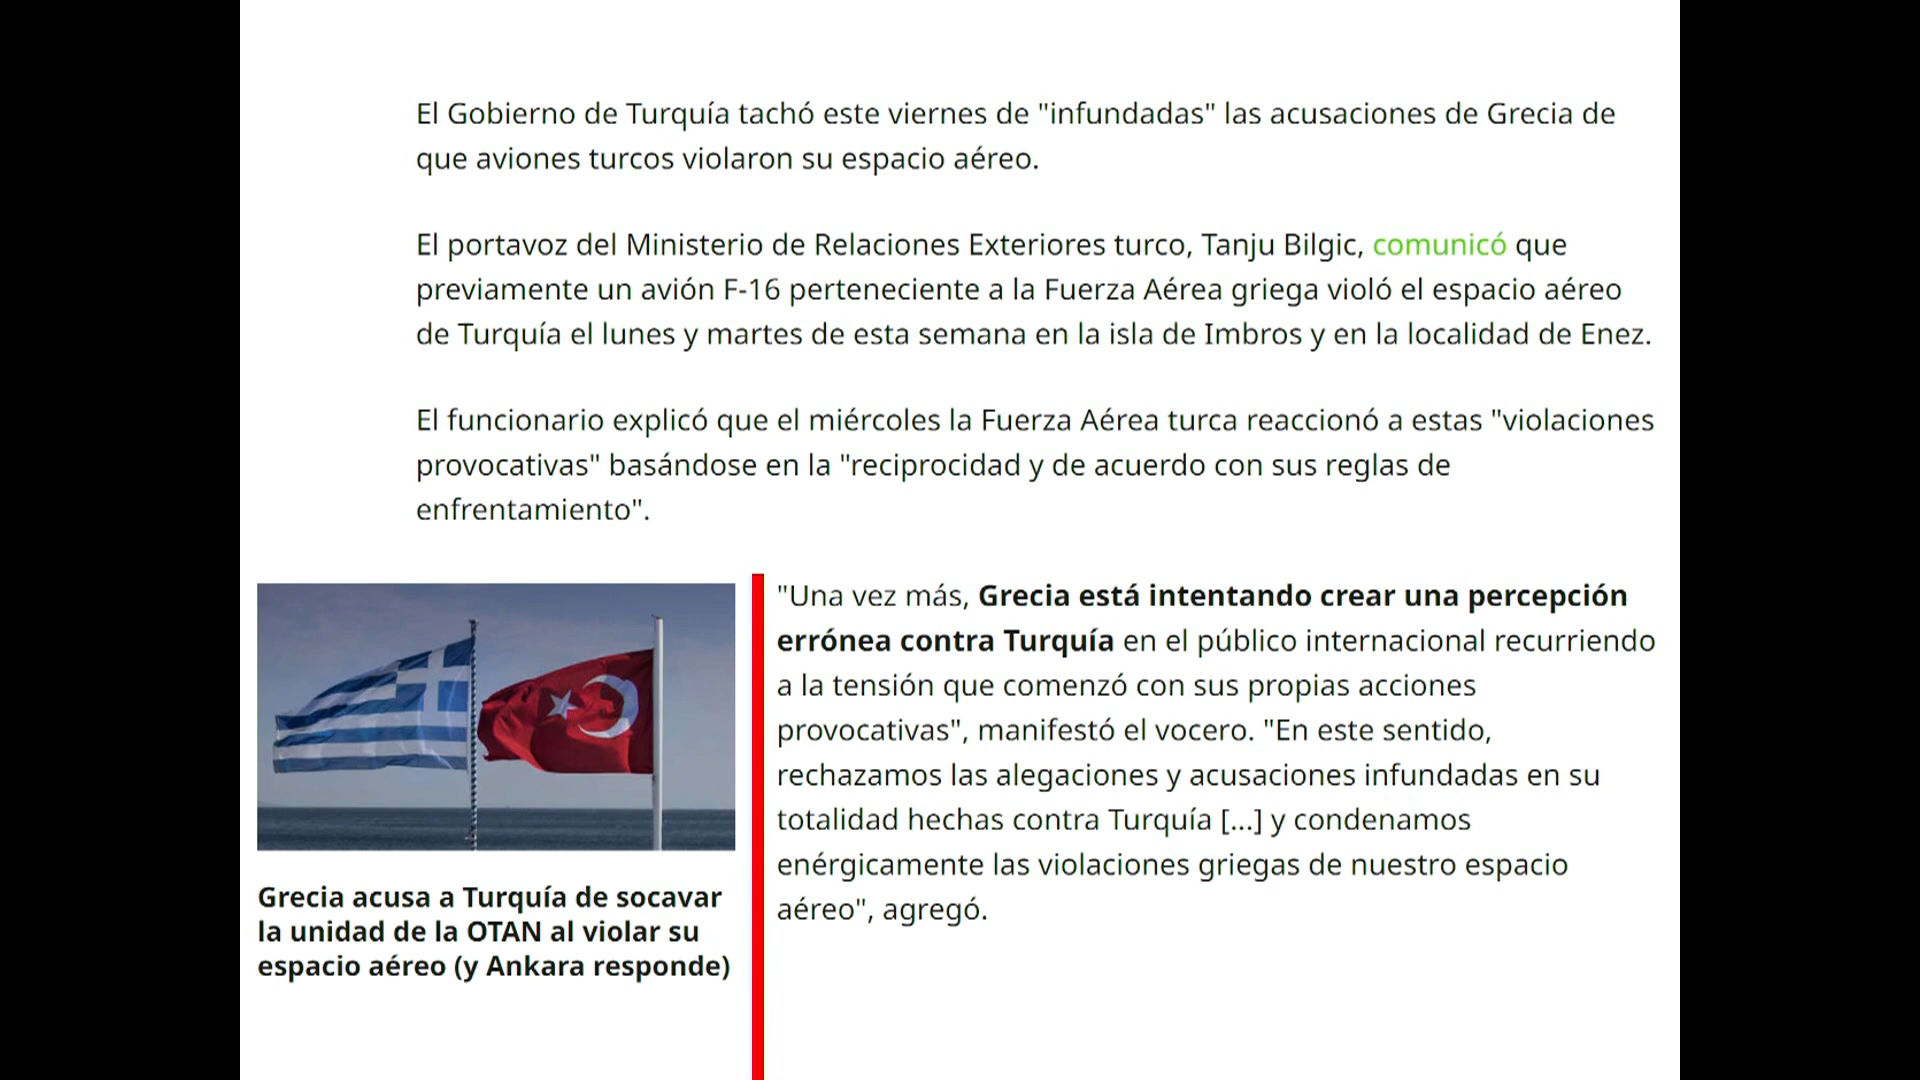 El Gobierno de Turquía tachó este viernes de "infundadas" las acusaciones de Grecia de
que aviones turcos violaron su espacio aéreo.
El portavoz del Ministerio de Relaciones Exteriores turco, Tanju Bilgic, comunicó que
previamente un avión F-16 perteneciente a la Fuerza Aérea griega violó el espacio aéreo
de Turquía el lunes y martes de esta semana en la isla de Imbros y en la localidad de Enez.
El funcionario explicó que el miércoles la Fuerza Aérea turca reaccionó a estas "violaciones
provocativas" basándose en la "reciprocidad y de acuerdo con sus reglas de
enfrentamiento".
Grecia acusa a Turquía de socavar
la unidad de la OTAN al violar su
espacio aéreo (y Ankara responde)
"Una vez más, Grecia está intentando crear una percepción
errónea contra Turquía en el público internacional recurriendo
a la tensión que comenzó con sus propias acciones
provocativas", manifestó el vocero. "En este sentido,
rechazamos las alegaciones y acusaciones infundadas en su
totalidad hechas contra Turquía [...] y condenamos
enérgicamente las violaciones griegas de nuestro espacio
aéreo", agregó.